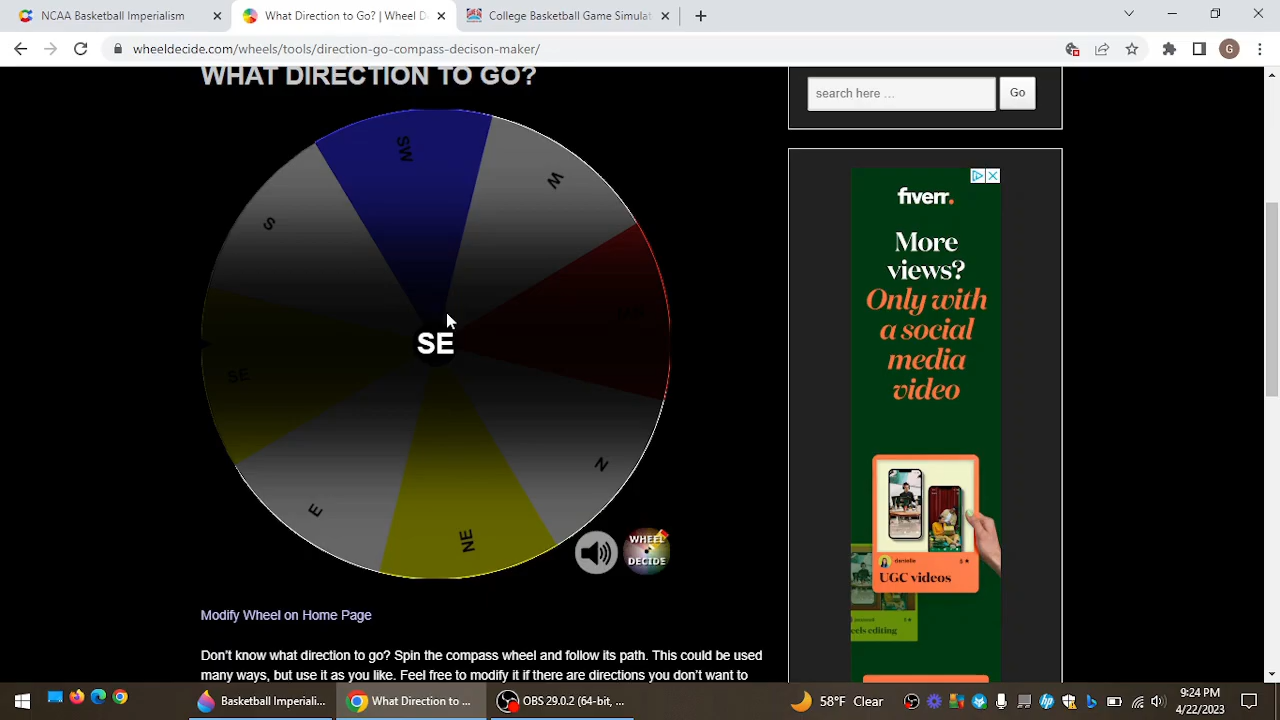 NCAA Basketball Imperialism
What Direction to Go? | Wheel D
College Basketball Game Simulat
wheeldecide.com/wheels/tools/direction-go-compass-decison-maker/
G
WHAT DIRECTION TO GO?
search here ...
Go
SW
W
S
N
SE
SE
E
NE
WHEEL
DECIDE
fiverr.
More
views?
Only with
a social
media
video
danielle
5 ★
UGC videos
eels editing
Modify Wheel on Home Page
Don't know what direction to go? Spin the compass wheel and follow its path. This could be used
many ways, but use it as you like. Feel free to modify it if there are directions you don't want to
Basketball Imperiali...
What Direction to ...
OBS 29.0.2 (64-bit, ...
58°F Clear
9:24 PM
4/22/2023